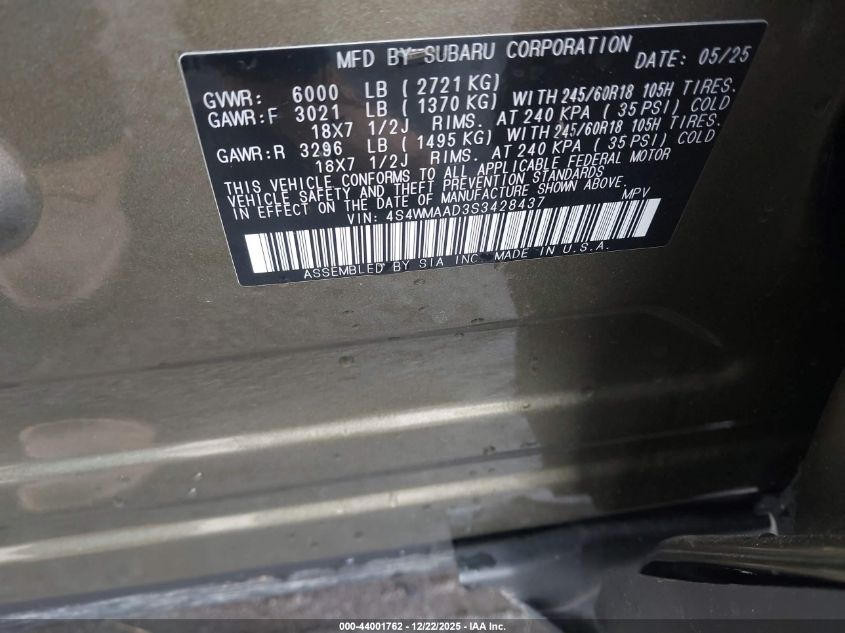 MFD BY SUBARU CORPORATION DATE: 05/25
GVWR: 6000 LB ( 2721 KG)
GAWR:F 3021 LB ( 1370 KG) WITH 245/60R18 105H TIRES.
18X7 1/2J RIMS. AT 240 KPA ( 35 PSI) COLD
GAWR:R 3296 LB ( 1495 KG) WITH 245/60R18 105H TIRES.
18X7 1/2J RIMS. AT 240 KPA ( 35 PSI) COLD
THIS VEHICLE CONFORMS TO ALL APPLICABLE FEDERAL MOTOR
VEHICLE SAFETY AND THEFT PREVENTION STANDARDS
IN EFFECT ON THE DATE OF MANUFACTURE SHOWN ABOVE.
VIN: 4S4WMAAD3S3428437 MPV
ASSEMBLED BY SIA INC. MADE IN U.S.A.
000-44001762 • 12/22/2025 • IAA Inc.